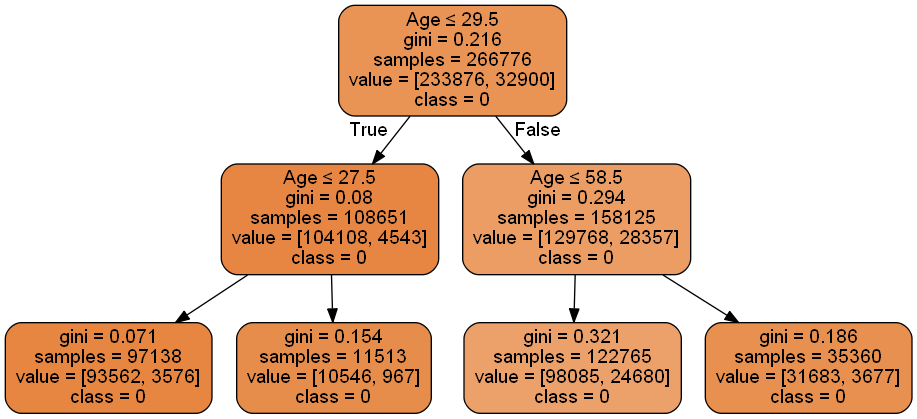 Age ≤ 29.5
gini = 0.216
samples = 266776
value = [233876, 32900]
class = 0
True
False
Age ≤ 27.5
gini = 0.08
samples = 108651
value = [104108, 4543]
class = 0
Age ≤ 58.5
gini = 0.294
samples = 158125
value = [129768, 28357]
class = 0
gini = 0.071
samples = 97138
value = [93562, 3576]
class = 0
gini = 0.154
samples = 11513
value = [10546, 967]
class = 0
gini = 0.321
samples = 122765
value = [98085, 24680]
class = 0
gini = 0.186
samples = 35360
value = [31683, 3677]
class = 0